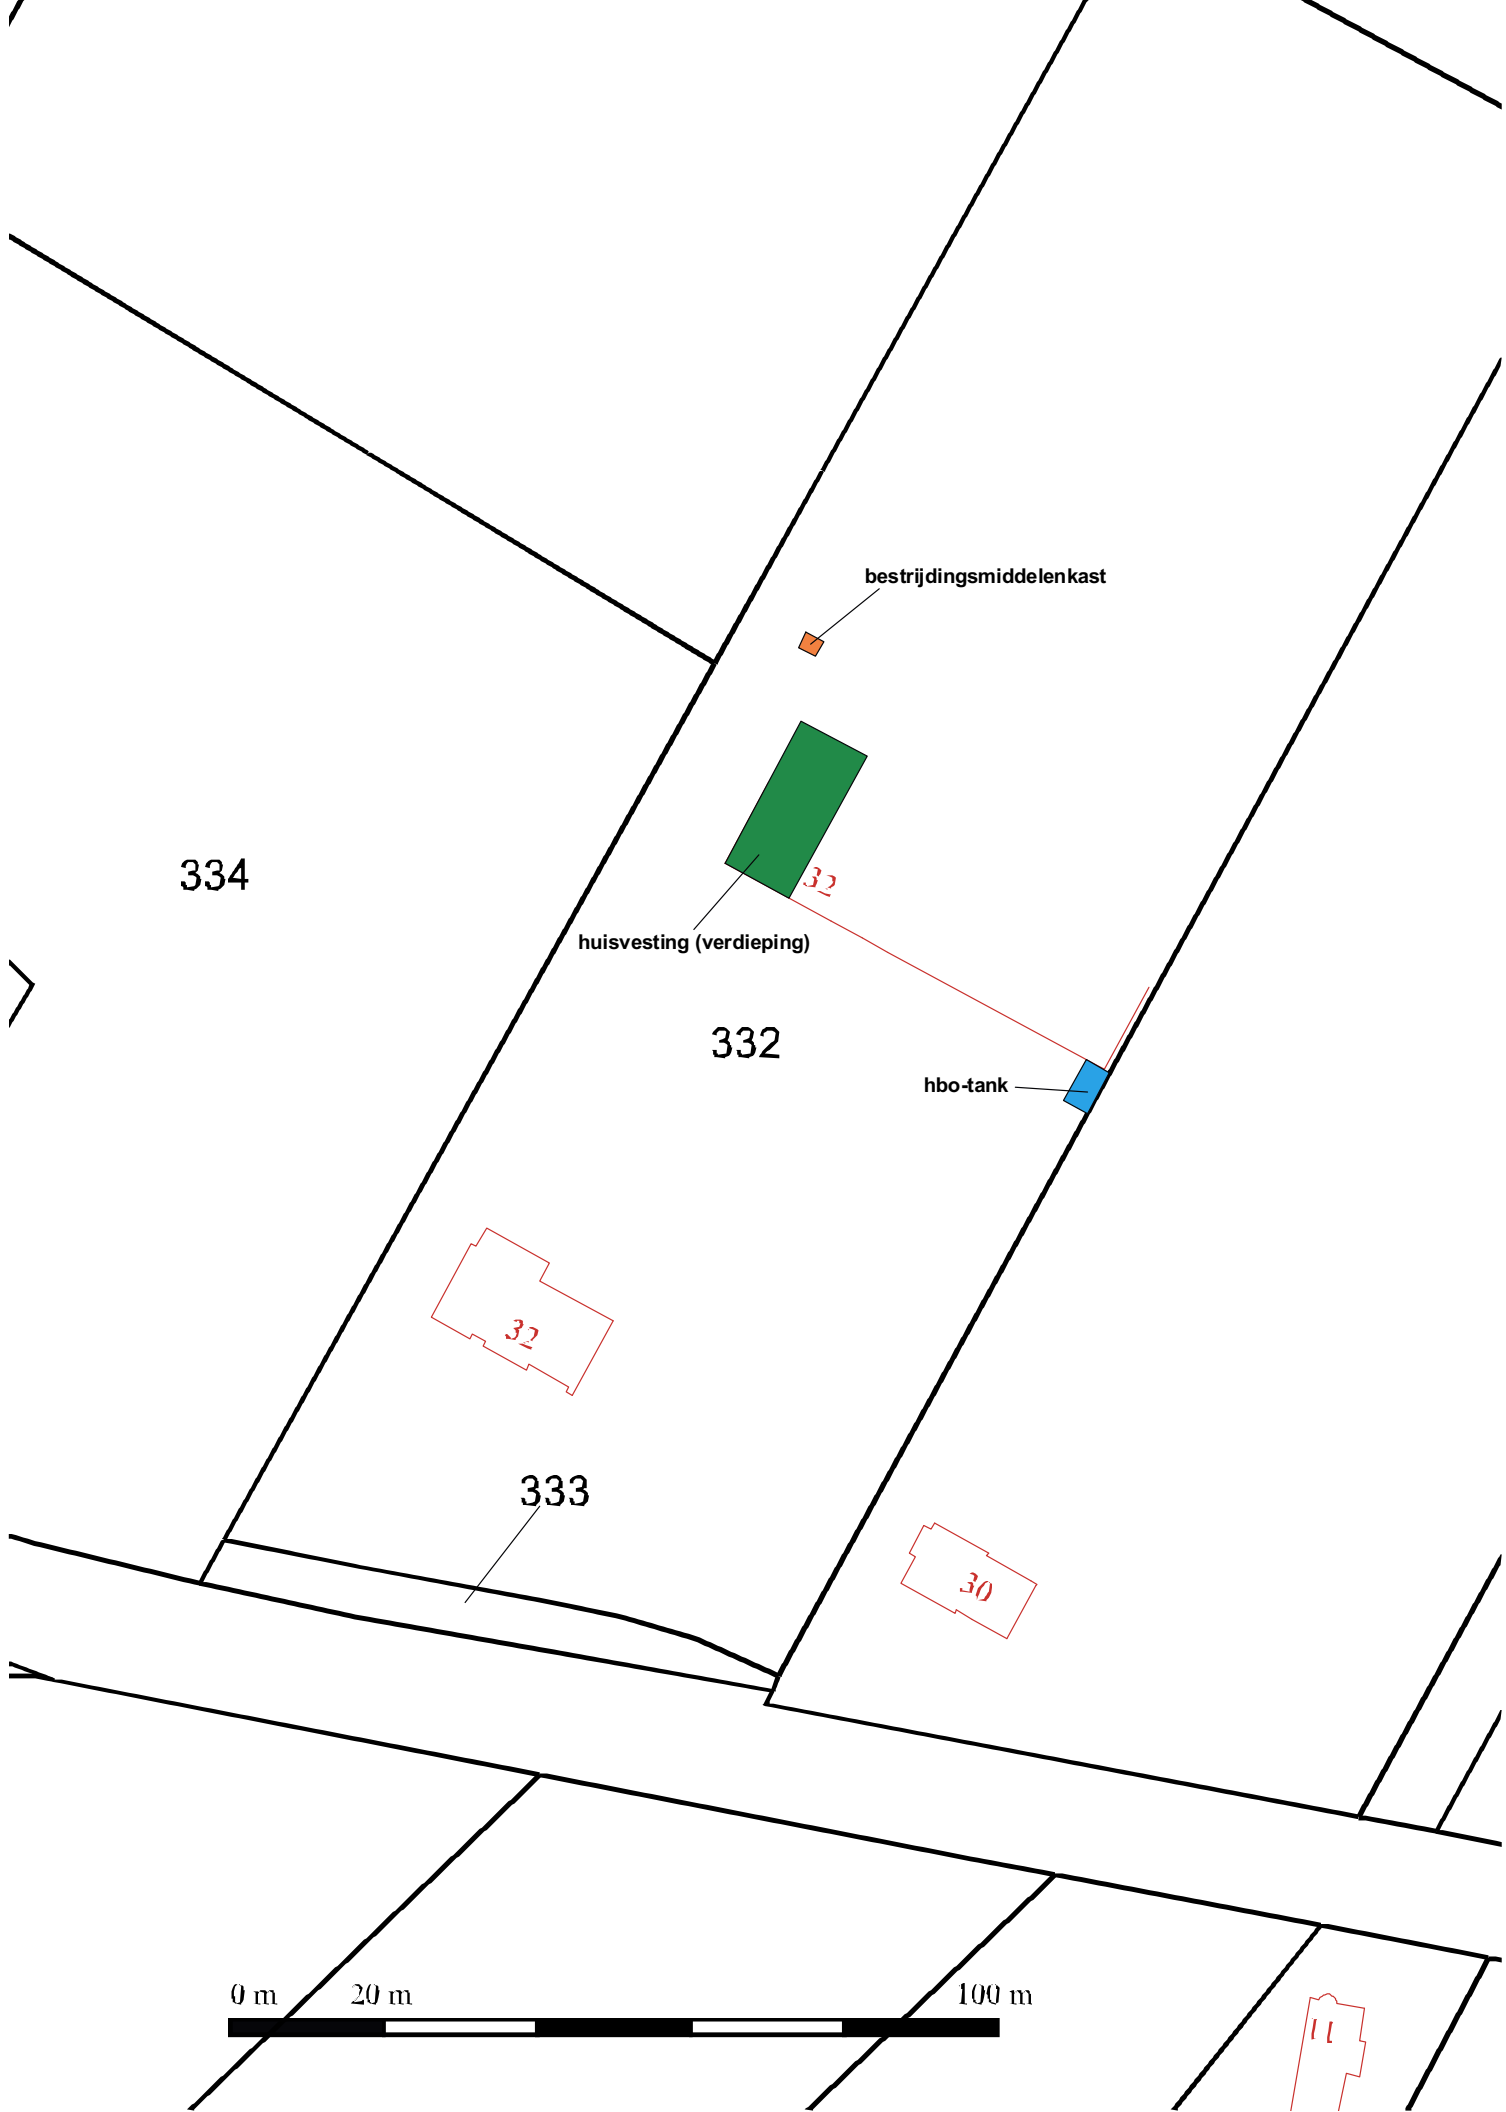 bestrijdingsmiddelenkast
334
32
huisvesting (verdieping)
332
hbo-tank
32
333
30
0 m 20 m 100 m
11